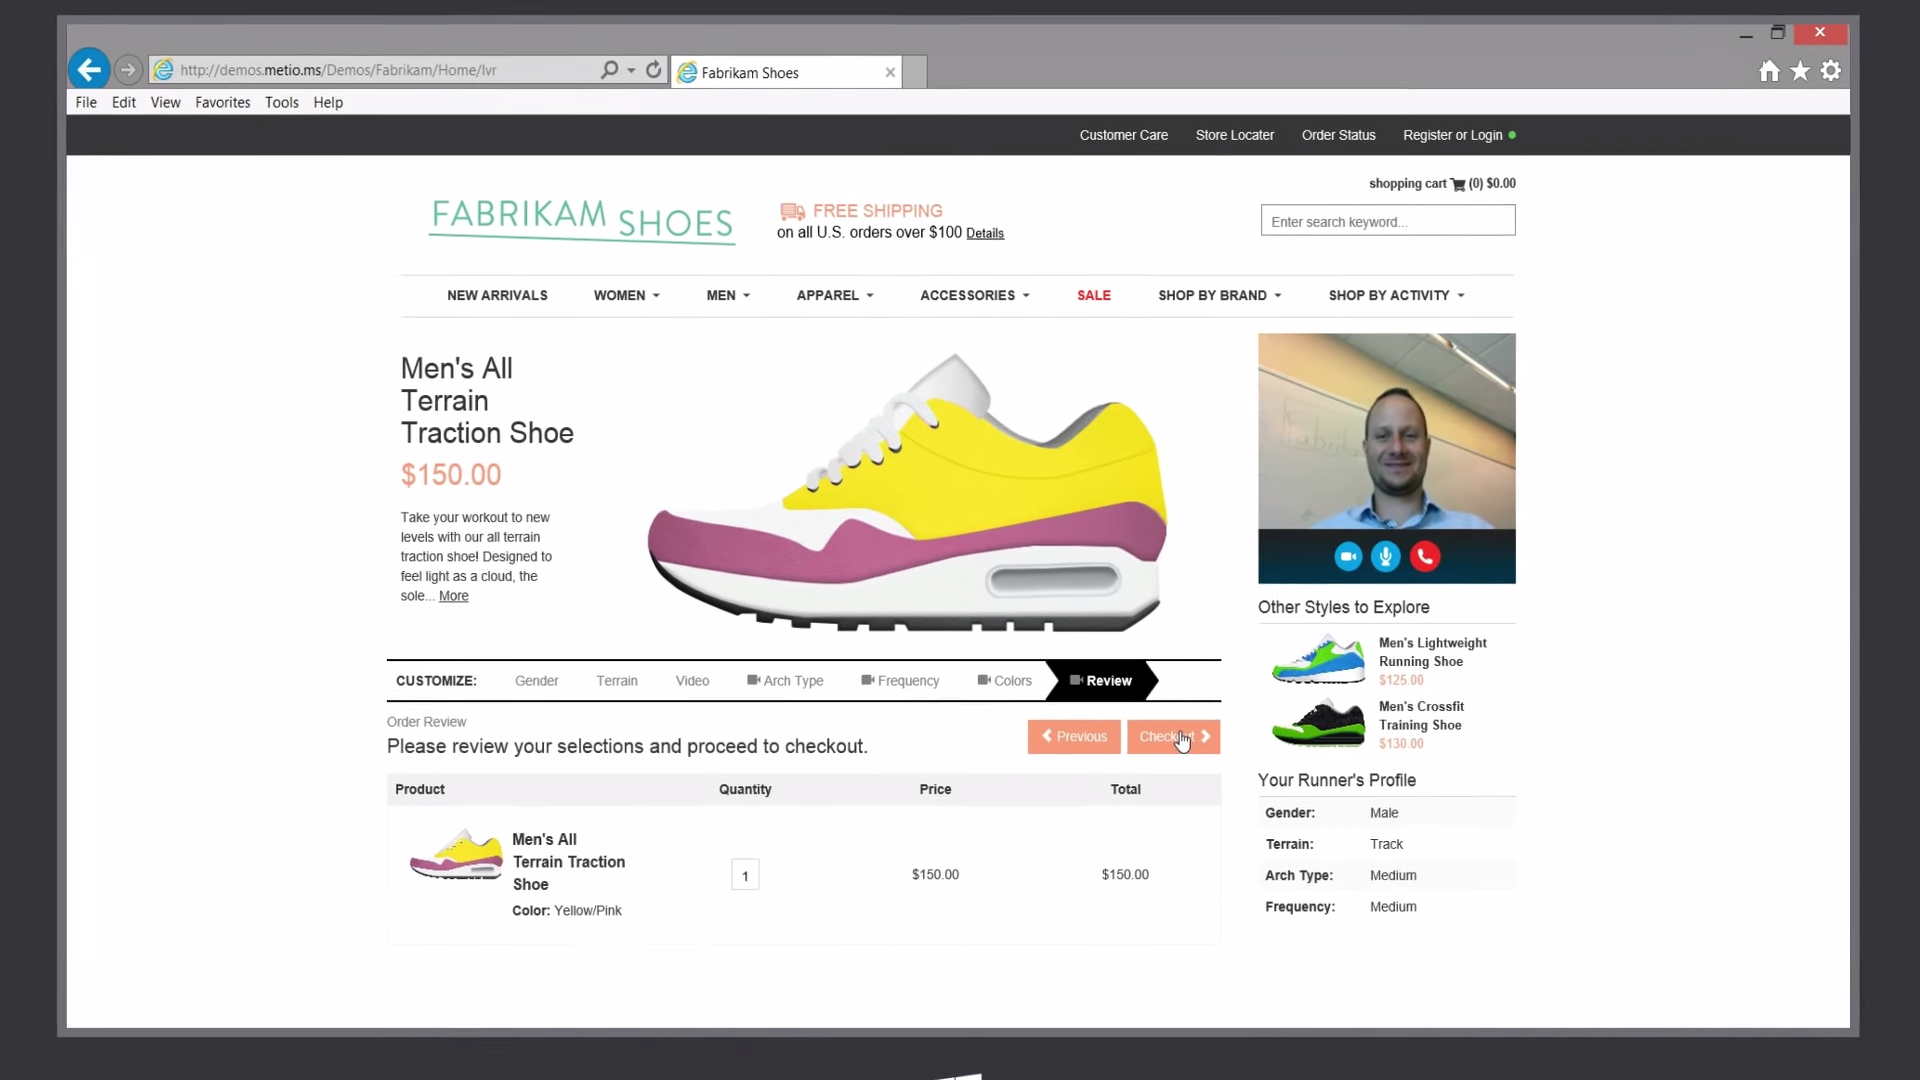 http://demos.metio.ms/Demos/Fabrikam/Home/Ivr
Fabrikam Shoes
File Edit View Favorites Tools Help
Customer Care Store Locater Order Status Register or Login
shopping cart (0) $0.00
FABRIKAM SHOES
FREE SHIPPING
on all U.S. orders over $100 Details
Enter search keyword...
NEW ARRIVALS WOMEN MEN APPAREL ACCESSORIES SALE SHOP BY BRAND SHOP BY ACTIVITY
Men's All
Terrain
Traction Shoe
$150.00
Take your workout to new
levels with our all terrain
traction shoe! Designed to
feel light as a cloud, the
sole... More
CUSTOMIZE: Gender Terrain Video Arch Type Frequency Colors Review
Order Review
Please review your selections and proceed to checkout.
Previous
Product Quantity Price Total
Men's All
Terrain Traction
Shoe
Color: Yellow/Pink
1
$150.00
$150.00
Other Styles to Explore
Men's Lightweight
Running Shoe
$125.00
Men's Crossfit
Training Shoe
$130.00
Your Runner's Profile
Gender: Male
Terrain: Track
Arch Type: Medium
Frequency: Medium